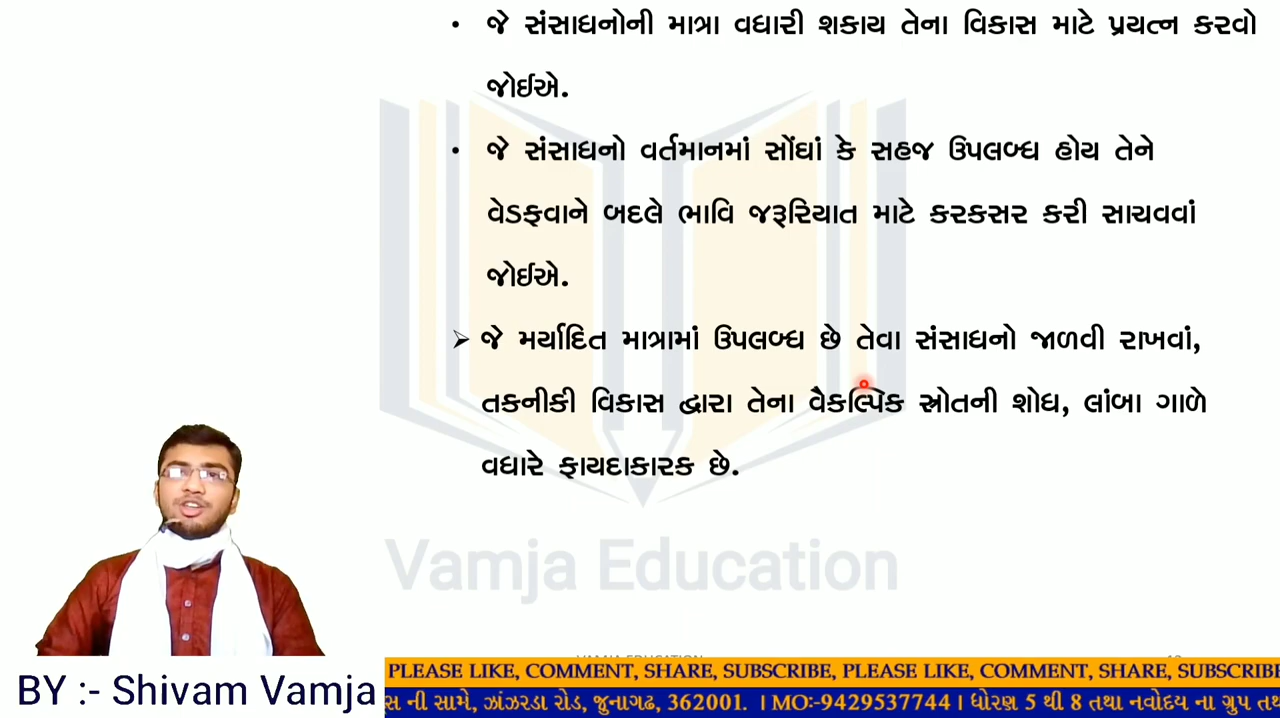 • જે સંસાધનોની માત્રા વધારી શકાય તેના વિકાસ માટે પ્રયત્ન કરવો
જોઈએ.
• જે સંસાધનો વર્તમાનમાં સોંઘાં કે સહજ ઉપલબ્ધ હોય તેને
વેડફવાને બદલે ભાવિ જરૂરિયાત માટે કરકસર કરી સાચવવાં
જોઈએ.
➢ જે મર્યાદિત માત્રામાં ઉપલબ્ધ છે તેવા સંસાધનો જાળવી રાખવાં,
તકનીકી વિકાસ દ્વારા તેના વૈકલ્પિક સ્રોતની શોધ, લાંબા ગાળે
વધારે ફાયદાકારક છે.
Vamja Education
BY :- Shivam Vamja
PLEASE LIKE, COMMENT, SHARE, SUBSCRIBE, PLEASE LIKE, COMMENT, SHARE, SUBSCRIBE
સ ની સામે, ઝાંઝરડા રોડ, જુનાગઢ, 362001. । MO:-9429537744 । ધોરણ 5 થી 8 તથા નવોદય ના ગ્રુપ